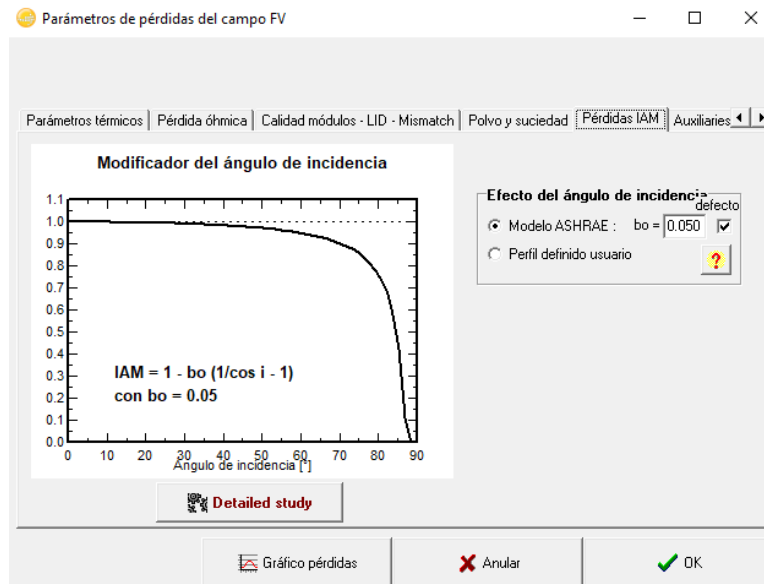 Parámetros de pérdidas del campo FV
Parámetros térmicos
Pérdida óhmica
Calidad módulos - LID - Mismatch
Polvo y suciedad
Pérdidas IAM
Auxiliaries
Modificador del ángulo de incidencia
1.1
1.0
0.9
0.8
0.7
0.6
0.5
0.4
0.3
0.2
0.1
0.0
IAM = 1 - bo (1/cos i - 1)
con bo = 0.05
0 10 20 30 40 50 60 70 80 90
Ángulo de incidencia [°]
Detailed study
Efecto del ángulo de incidencia
defecto
Modelo ASHRAE : bo = 0.050
Perfil definido usuario
?
Gráfico pérdidas
Anular
OK